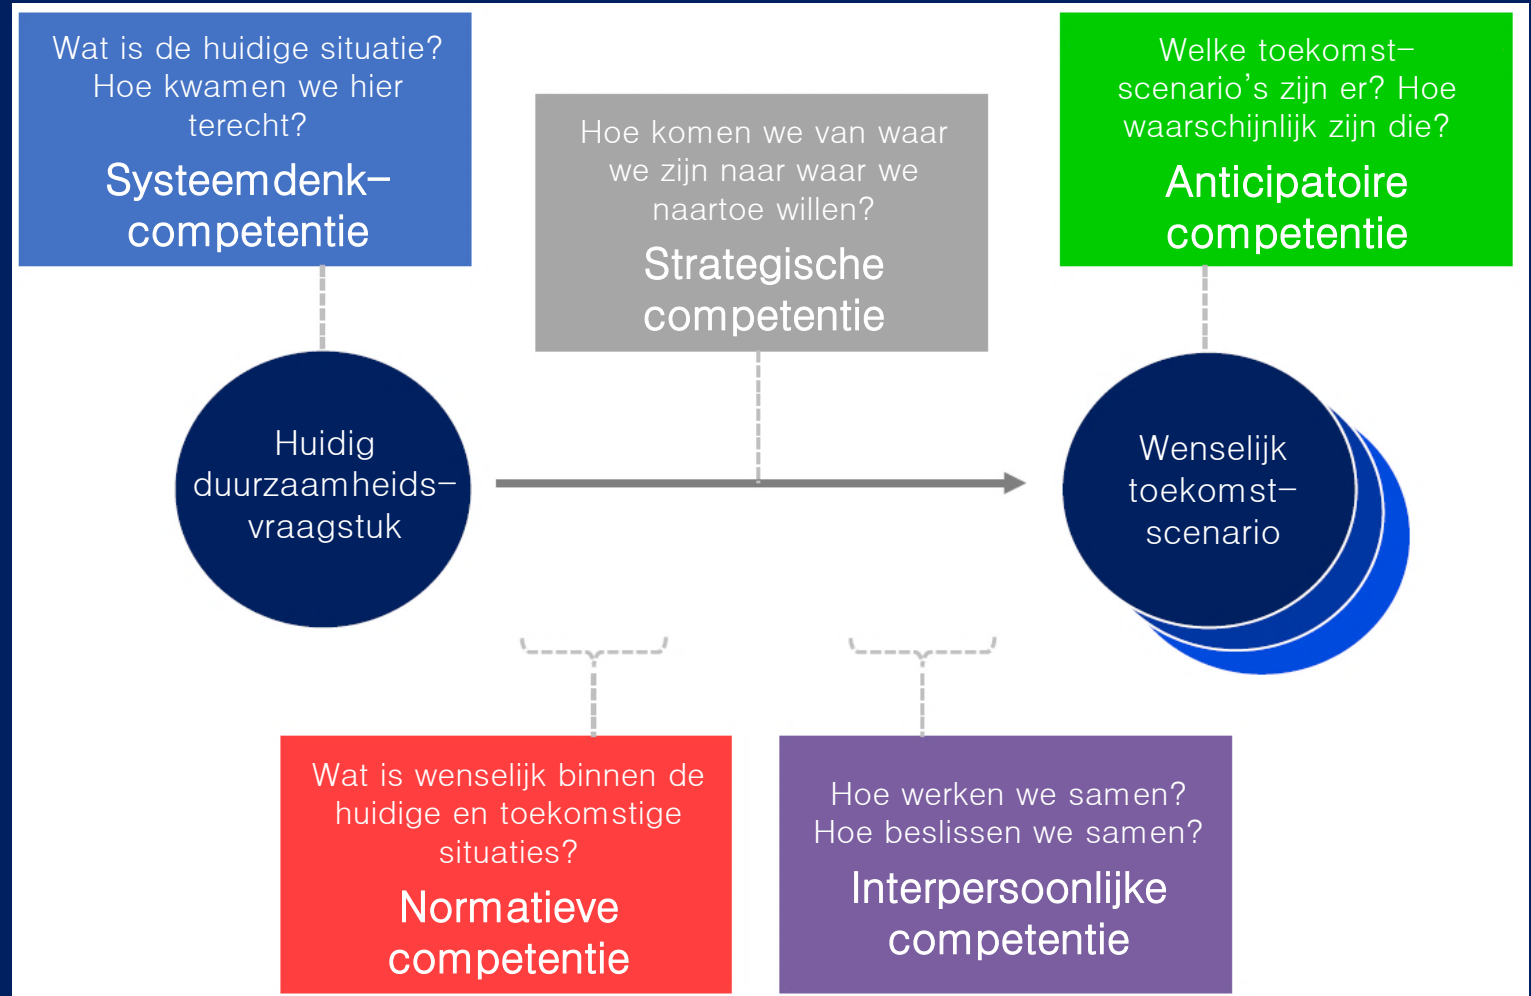 Wat is de huidige situatie?
Hoe kwamen we hier
terecht?
Systeemdenk-
competentie
Hoe komen we van waar
we zijn naar waar we
naartoe willen?
Strategische
competentie
Welke toekomst-
scenario's zijn er? Hoe
waarschijnlijk zijn die?
Anticipatoire
competentie
Huidig
duurzaamheids-
vraagstuk
Wenselijk
toekomst-
scenario
Wat is wenselijk binnen de
huidige en toekomstige
situaties?
Normatieve
competentie
Hoe werken we samen?
Hoe beslissen we samen?
Interpersoonlijke
competentie